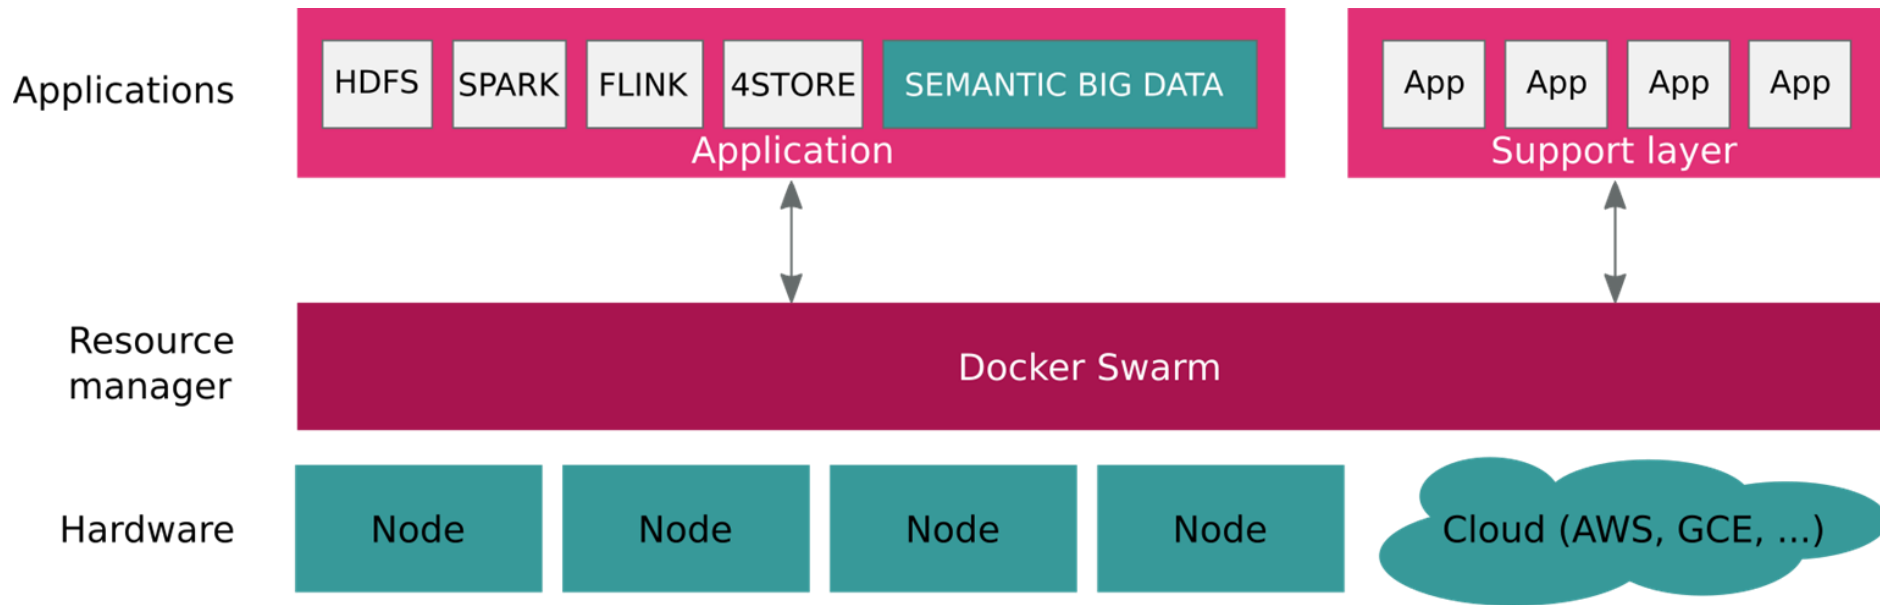 Applications
HDFS
SPARK
FLINK
4STORE
SEMANTIC BIG DATA
Application
App
App
App
App
Support layer
Resource
manager
Docker Swarm
Hardware
Node
Node
Node
Node
Cloud (AWS, GCE, ...)